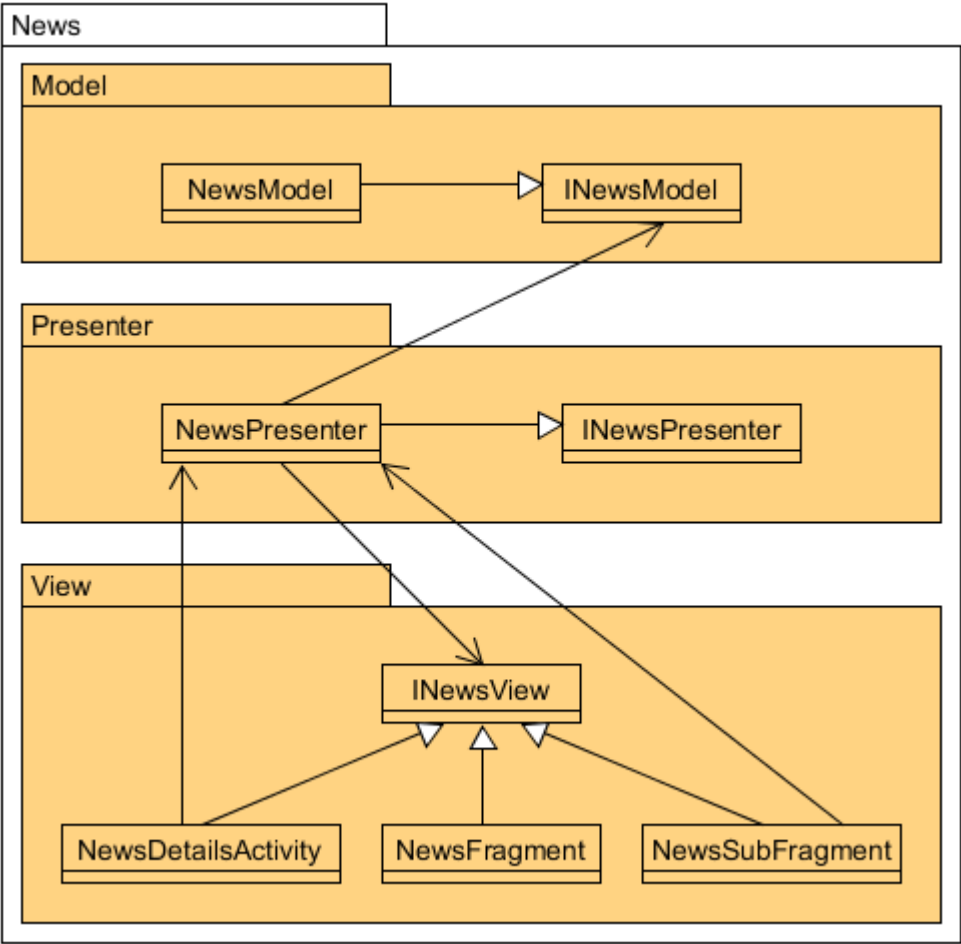 News
Model
NewsModel
INewsModel
Presenter
NewsPresenter
INewsPresenter
View
INewsView
NewsDetailsActivity
NewsFragment
NewsSubFragment